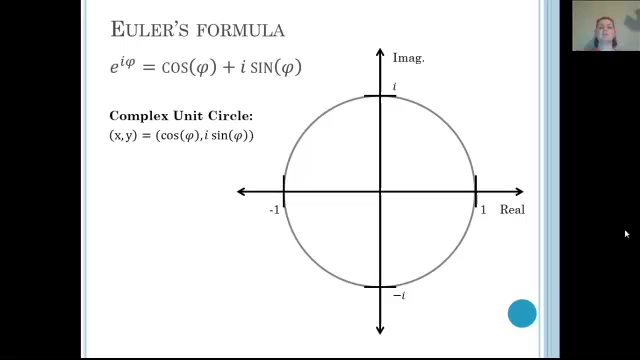 EULER'S FORMULA
e^{iφ} = COS(φ) + i SIN(φ)
Imag.
i
Complex Unit Circle:
(x,y) = (cos(φ), i sin(φ))
-1
1
Real
−i